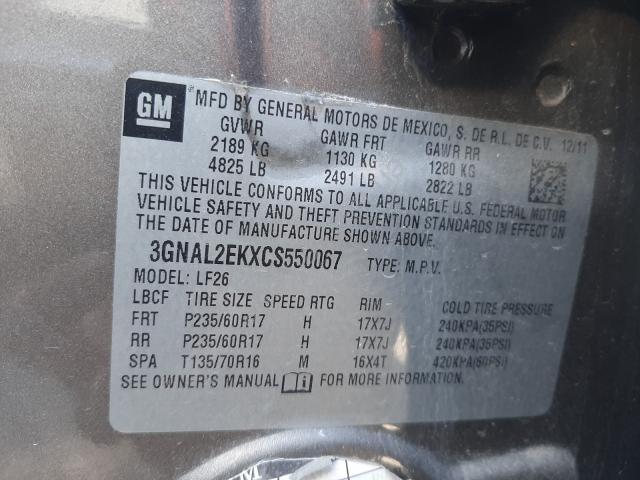 GM
MFD BY GENERAL MOTORS DE MEXICO, S. DE R.L. DE C.V. 12/11
GVWR GAWR FRT GAWR RR
2189 KG 1130 KG 1280 KG
4825 LB 2491 LB 2822 LB
THIS VEHICLE CONFORMS TO ALL APPLICABLE U.S. FEDERAL MOTOR
VEHICLE SAFETY AND THEFT PREVENTION STANDARDS IN EFFECT ON
THE DATE OF MANUFACTURE SHOWN ABOVE.
3GNAL2EKXCS550067 TYPE: M.P.V.
MODEL: LF26
LBCF TIRE SIZE SPEED RTG RIM COLD TIRE PRESSURE
FRT P235/60R17 H 17X7J 240KPA(35PSI)
RR P235/60R17 H 17X7J 240KPA(35PSI)
SPA T135/70R16 M 16X4T 420KPA(60PSI)
SEE OWNER'S MANUAL FOR MORE INFORMATION.